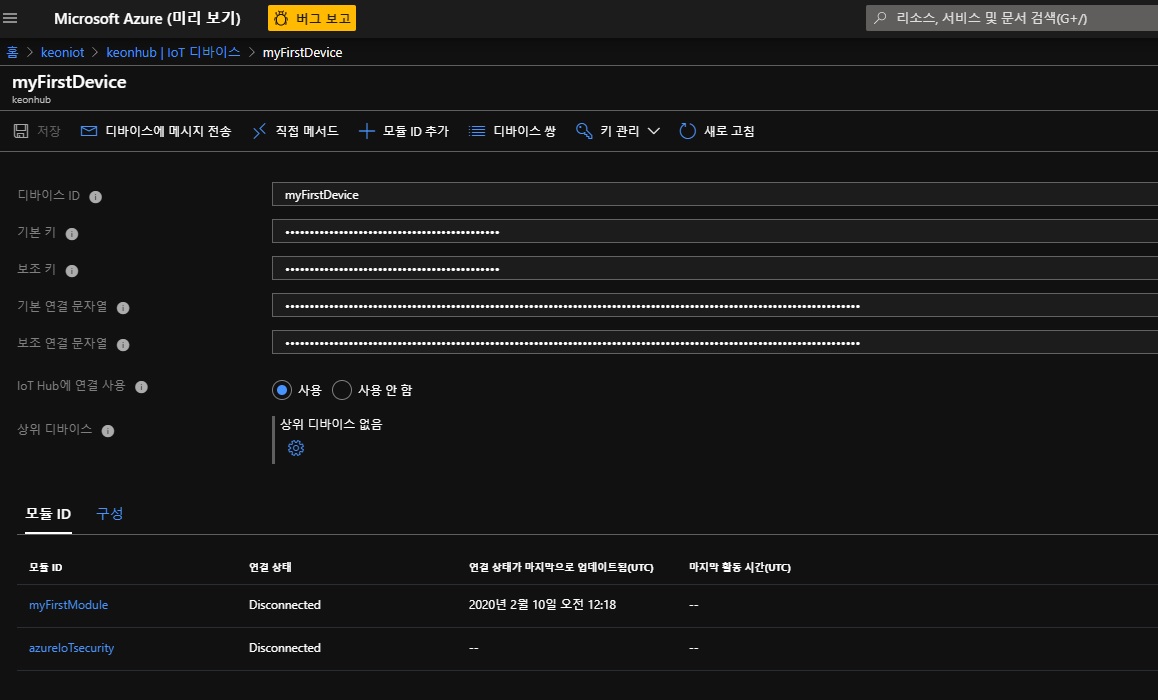 Microsoft Azure (미리 보기) 버그 보고 리소스, 서비스 및 문서 검색(G+/)
홈 > keoniot > keonhub | IoT 디바이스 > myFirstDevice
myFirstDevice
keonhub
저장 디바이스에 메시지 전송 직접 메서드 모듈 ID 추가 디바이스 쌍 키 관리 새로 고침
디바이스 ID myFirstDevice
기본 키
보조 키
기본 연결 문자열
보조 연결 문자열
IoT Hub에 연결 사용 사용 사용 안 함
상위 디바이스 상위 디바이스 없음
모듈 ID 구성
모듈 ID 연결 상태 연결 상태가 마지막으로 업데이트됨(UTC) 마지막 활동 시간(UTC)
myFirstModule Disconnected 2020년 2월 10일 오전 12:18 --
azureIoTsecurity Disconnected -- --